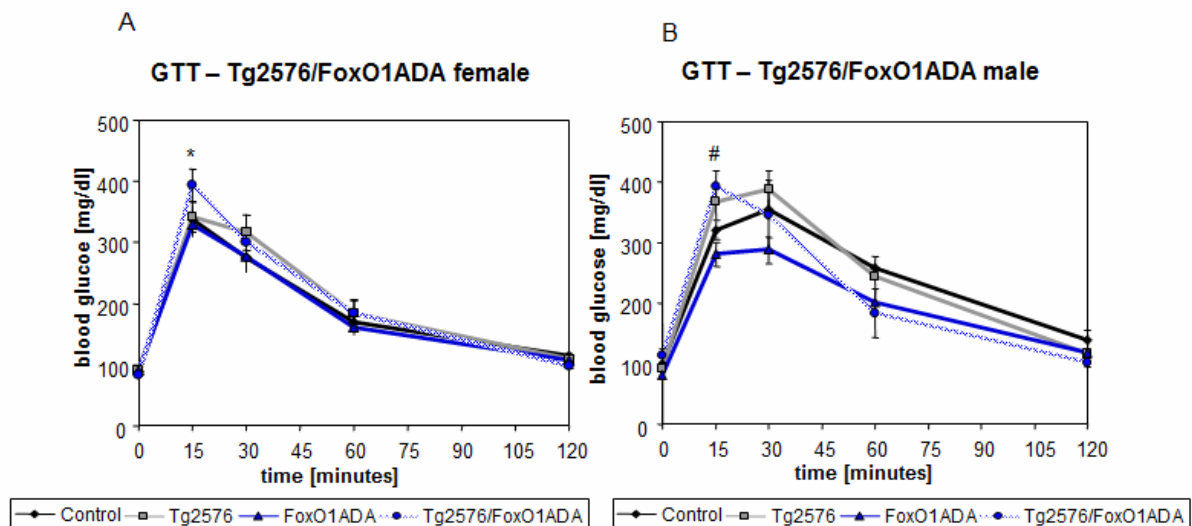 A
GTT – Tg2576/FoxO1ADA female
blood glucoe [mg/dl]
500
400
300
200
100
0
*
0 15 30 45 60 75 90 105 120
time [minutes]
Control Tg2576 FoxO1ADA Tg2576/FoxO1ADA
B
GTT – Tg2576/FoxO1ADA male
blood glucose [mg/dl]
500
400
300
200
100
0
#
0 15 30 45 60 75 90 105 120
time [minutes]
Control Tg2576 FoxO1ADA Tg2576/FoxO1ADA